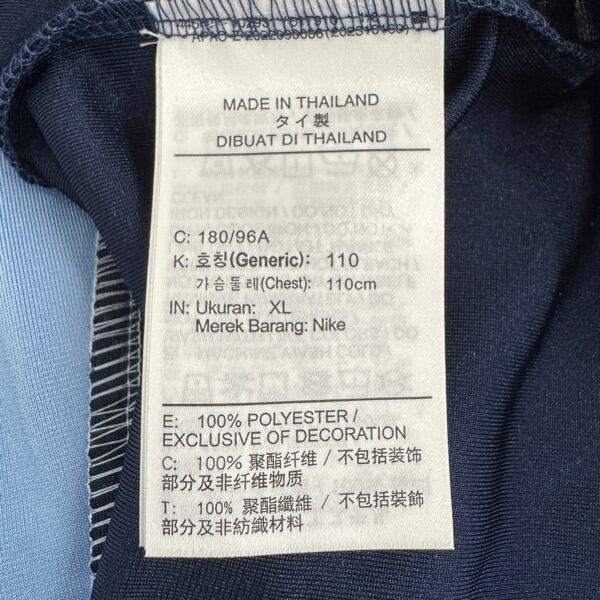 APAC-Z 2022090086 (20231016D)
MADE IN THAILAND
タイ製
DIBUAT DI THAILAND
C: 180/96A
K: 호칭(Generic): 110
가슴둘레(Chest): 110cm
IN: Ukuran: XL
Merek Barang: Nike
E: 100% POLYESTER /
EXCLUSIVE OF DECORATION
C: 100% 聚酯纤维 / 不包括装饰
部分及非纤维物质
T: 100% 聚酯纖維 / 不包括裝飾
部分及非紡織材料